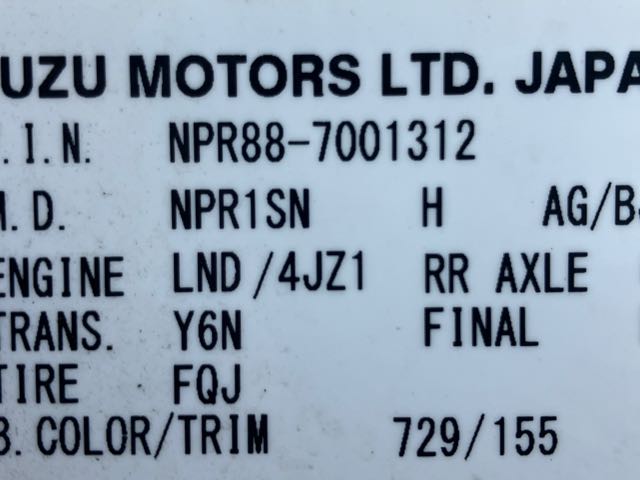 UZU MOTORS LTD. JAPA
.I.N. NPR88-7001312
M.D. NPR1SN H AG/B
ENGINE LND/4JZ1 RR AXLE
TRANS. Y6N FINAL
TIRE FQJ
B.COLOR/TRIM 729/155